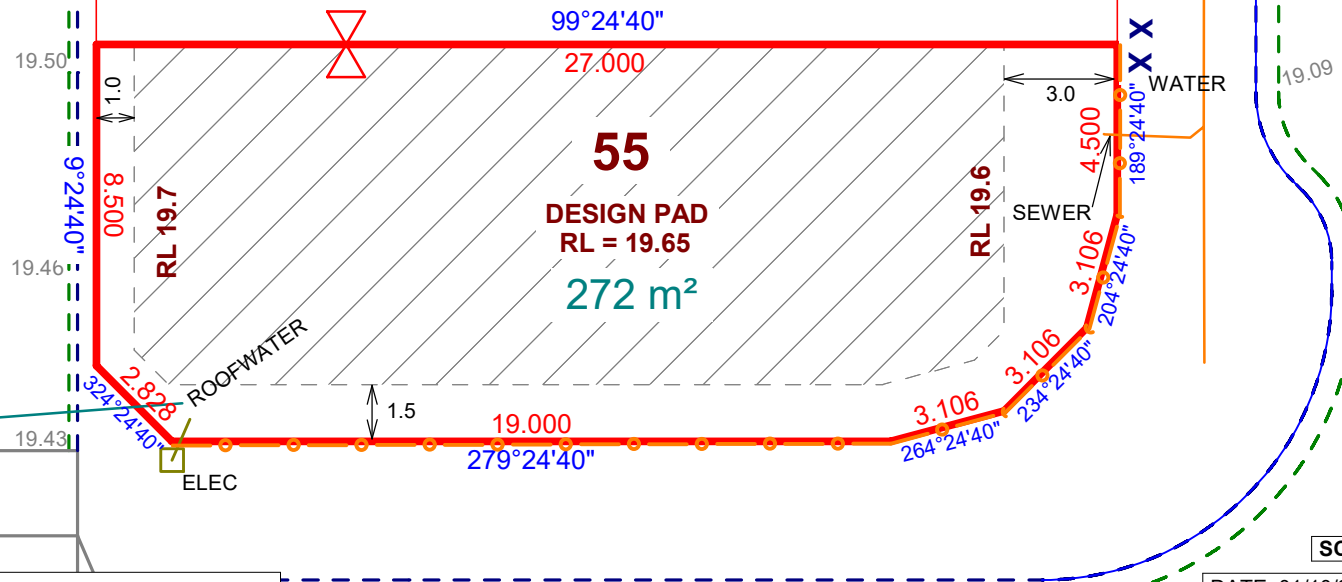 99°24'40"
27.000
19.50
1.0
3.0
X X
WATER
19.09
189°24'40"
4.500
55
9°24'40"
8.500
RL 19.7
DESIGN PAD
RL = 19.65
RL 19.6
SEWER
272 m²
19.46
3.106
204°24'40"
ROOFWATER
3.106
234°24'40"
2.828
324°24'40"
1.5
19.000
3.106
264°24'40"
19.43
279°24'40"
ELEC